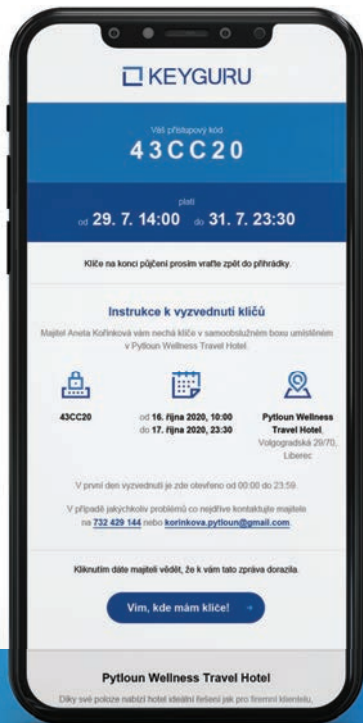 KEYGURU
Váš přístupový kód
43CC20
platí
od 29. 7. 14:00 do 31. 7. 23:30
Klíče na konci půjčení prosím vraťte zpět do přihrádky.
Instrukce k vyzvednutí klíčů
Majitel Aneta Kořínková vám nechá klíče v samoobslužném boxu umístěném
v Pytloun Wellness Travel Hotel.
43CC20
od 16. října 2020, 10:00
do 17. října 2020, 23:30
Pytloun Wellness
Travel Hotel,
Volgogradská 29/70,
Liberec
V první den vyzvednutí je zde otevřeno od 00:00 do 23:59.
V případě jakýchkoliv problémů co nejdříve kontaktujte majitele
na 732 429 144 nebo korinkova.pytloun@gmail.com.
Kliknutím dáte majiteli vědět, že k vám tato zpráva dorazila.
Vím, kde mám klíče!
Pytloun Wellness Travel Hotel
Díky své poloze nabízí hotel ideální řešení jak pro firemní klientelu,